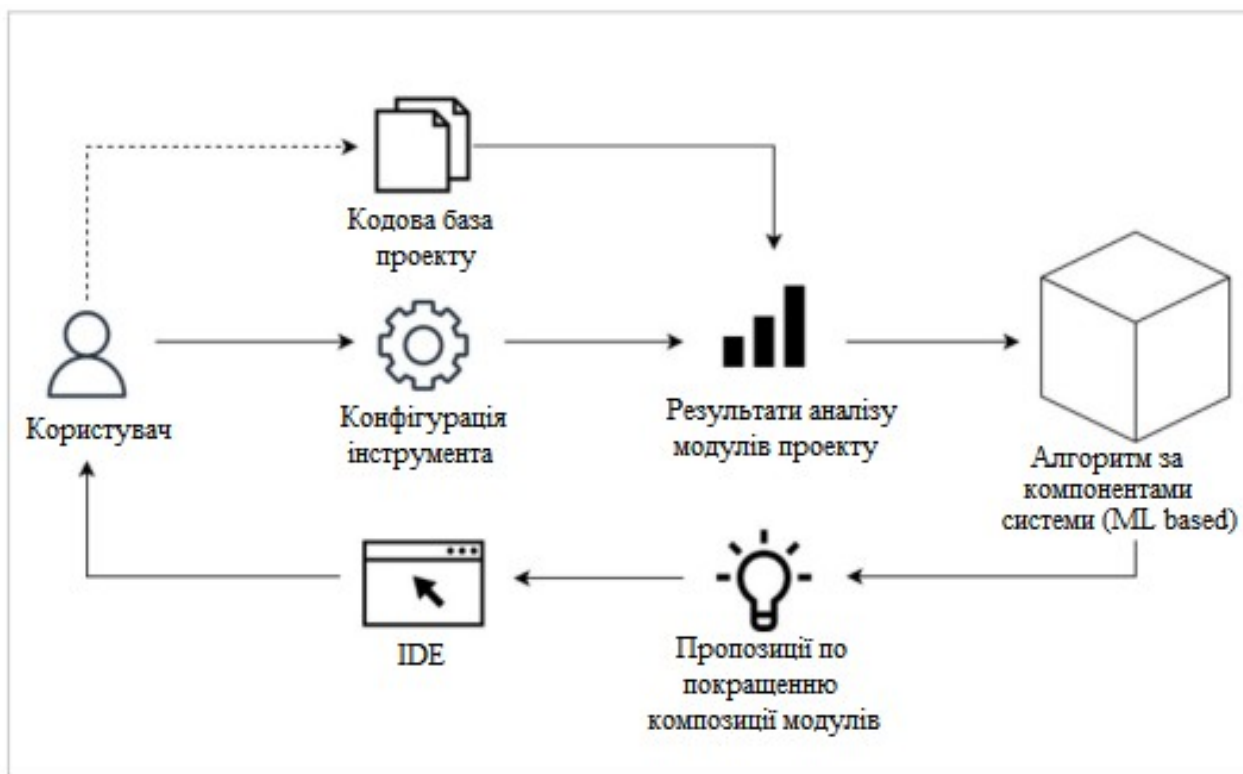 Кодова база
проекту
Користувач
Конфігурація
інструмента
Результати аналізу
модулів проекту
Алгоритм за
компонентами
системи (ML based)
IDE
Пропозиції по
покращенню
композиції модулів